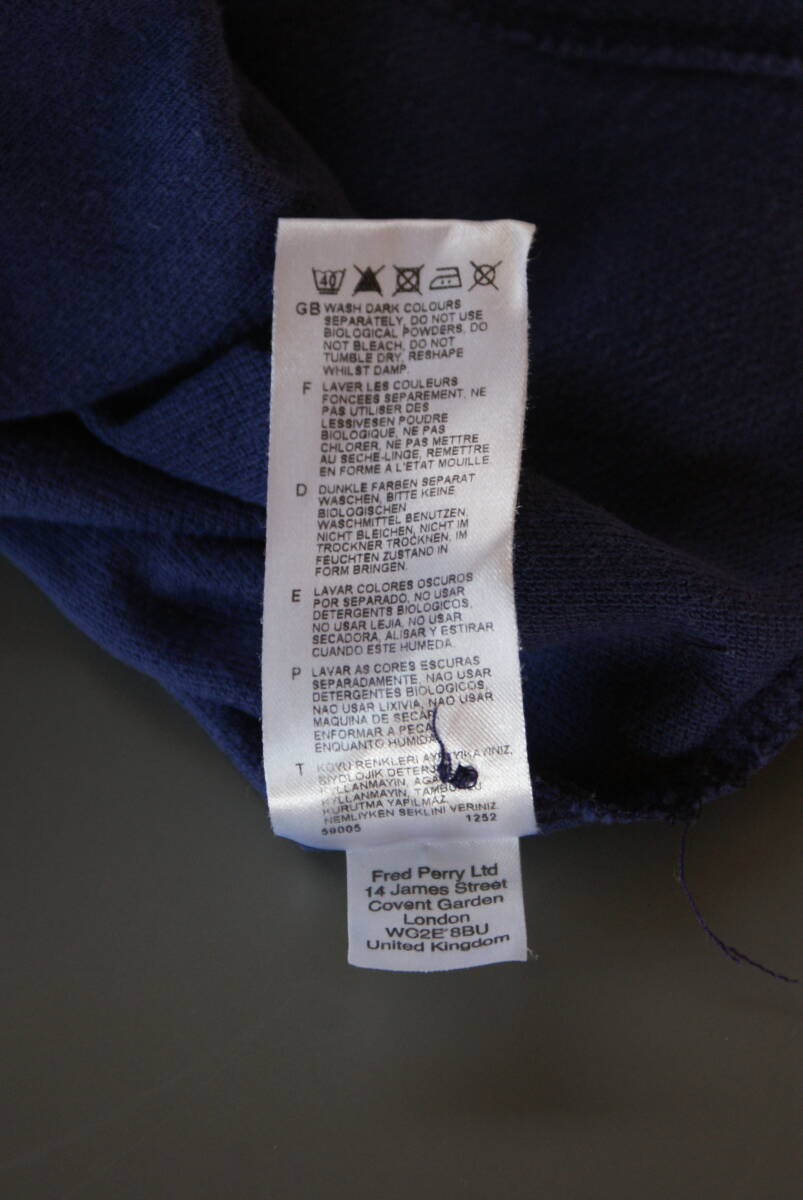 40
GB WASH DARK COLOURS
SEPARATELY, DO NOT USE
BIOLOGICAL POWDERS, DO
NOT BLEACH, DO NOT
TUMBLE DRY, RESHAPE
WHILST DAMP.
F LAVER LES COULEURS
FONCEES SEPAREMENT, NE
PAS UTILISER DES
LESSIVESEN POUDRE
BIOLOGIQUE, NE PAS
CHLORER, NE PAS METTRE
AU SECHE-LINGE, REMETTRE
EN FORME A L'ETAT MOUILLE
D DUNKLE FARBEN SEPARAT
WASCHEN, BITTE KEINE
BIOLOGISCHEN
WASCHMITTEL BENUTZEN,
NICHT BLEICHEN, NICHT IM
TROCKNER TROCKNEN, IM
FEUCHTEN ZUSTAND IN
FORM BRINGEN.
E LAVAR COLORES OSCUROS
POR SEPARADO, NO USAR
DETERGENTS BIOLOGICOS,
NO USAR LEJIA, NO USAR
SECADORA, ALISAR Y ESTIRAR
CUANDO ESTE HUMEDA.
P LAVAR AS CORES ESCURAS
SEPARADAMENTE, NAO USAR
DETERGENTES BIOLOGICOS,
NAO USAR LIXIVIA, NAO USAR
MAQUINA DE SECAR
ENFORMAR A PECA
ENQUANTO HUMIDA
T KOYU RENKLERI AYRI YIKAYINIZ,
BIYOLOJIK
KULLANMAYIN,
KULLANMAYIN,
KURUTMA YAPILMAZ
NEMLIYKEN SEKLINI VERINIZ
59005 1252
Fred Perry Ltd
14 James Street
Covent Garden
London
WC2E 8BU
United Kingdom